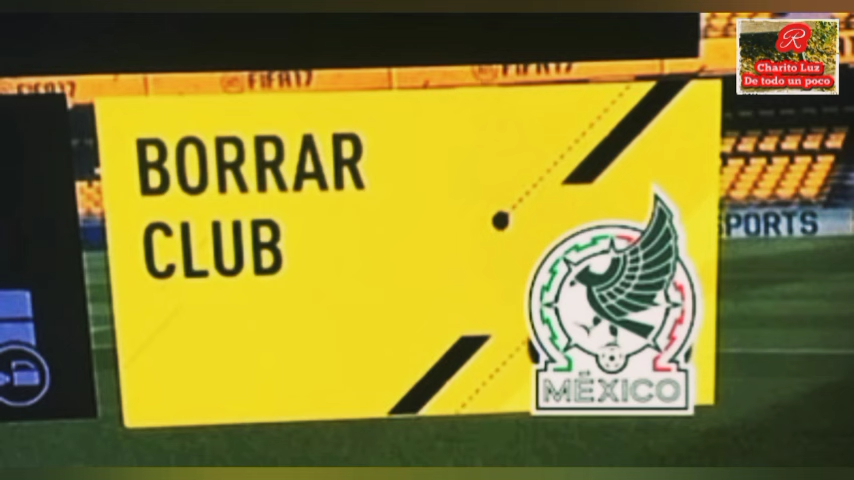 Charito Luz
De todo un poco
FIFA17
FIFA17
BORRAR
CLUB
SPORTS
MÉXICO